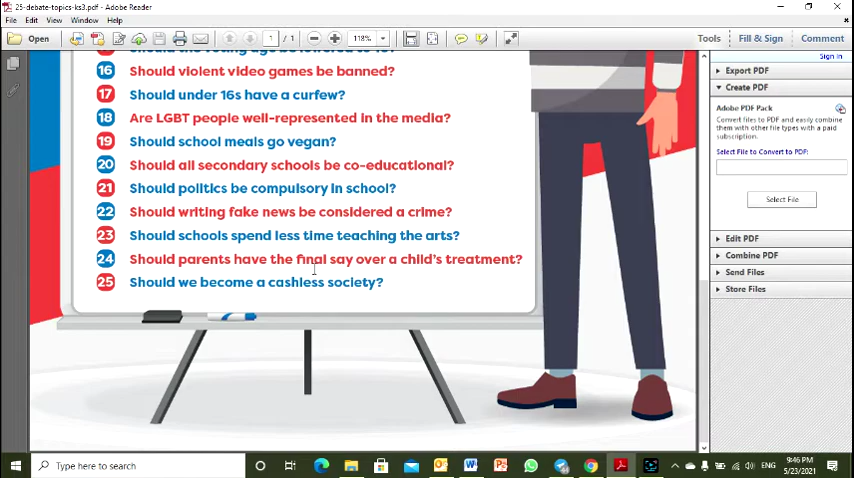 25-debate-topics-ks3.pdf - Adobe Reader
File Edit View Window Help
Open 1 / 1 118% Tools Fill & Sign Comment
Sign In
Export PDF
Create PDF
Adobe PDF Pack
Convert files to PDF and easily combine them with other file types with a paid subscription.
Select File to Convert to PDF:
Select File
Edit PDF
Combine PDF
Send Files
Store Files
16 Should violent video games be banned?
17 Should under 16s have a curfew?
18 Are LGBT people well-represented in the media?
19 Should school meals go vegan?
20 Should all secondary schools be co-educational?
21 Should politics be compulsory in school?
22 Should writing fake news be considered a crime?
23 Should schools spend less time teaching the arts?
24 Should parents have the final say over a child's treatment?
25 Should we become a cashless society?
Type here to search
ENG
9:46 PM
5/23/2021